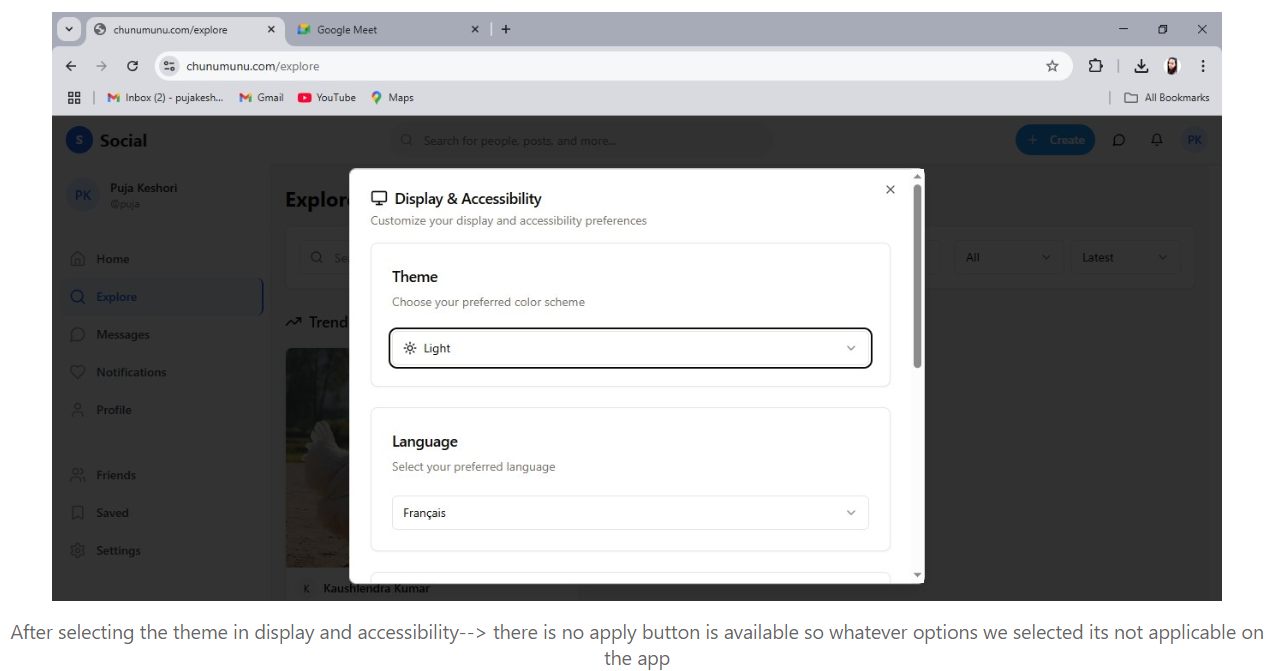 chunumunu.com/explore
Google Meet
chunumunu.com/explore
Inbox (2) - pujakesh...
Gmail
YouTube
Maps
All Bookmarks
S
Social
Search for people, posts, and more...
Create
PK
PK
Puja Keshori
@puja
Home
Explore
Messages
Notifications
Profile
Friends
Saved
Settings
All
Latest
Display & Accessibility
Customize your display and accessibility preferences
Theme
Choose your preferred color scheme
Light
Language
Select your preferred language
Français
K
Kaushlendra Kumar
After selecting the theme in display and accessibility--> there is no apply button is available so whatever options we selected its not applicable on
the app